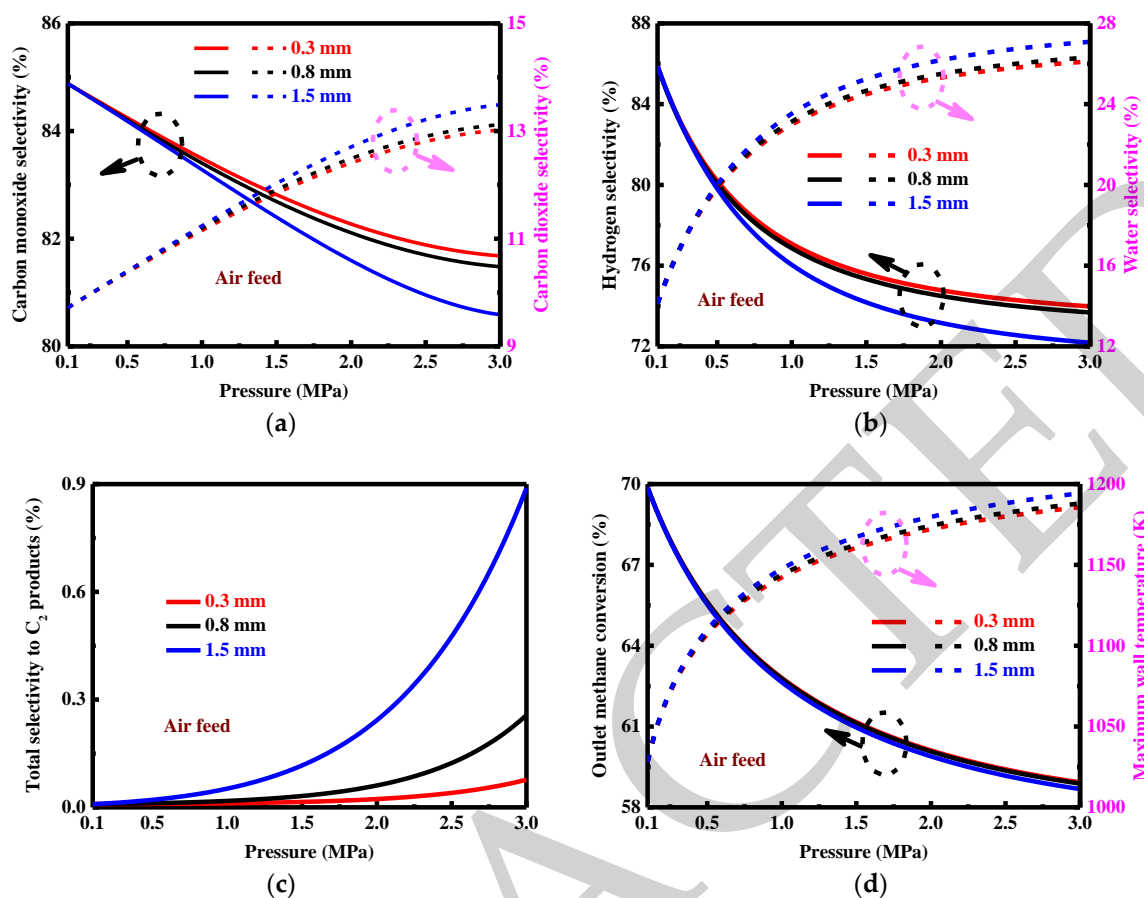 86
84
82
80
15
13
11
9
Carbon monoxide selectivity (%)
Carbon dioxide selectivity (%)
0.3 mm
0.8 mm
1.5 mm
Air feed
0.1 0.5 1.0 1.5 2.0 2.5 3.0
Pressure (MPa)
(a)
88
84
80
76
72
28
24
20
16
12
Hydrogen selectivity (%)
Water selectivity (%)
0.3 mm
0.8 mm
1.5 mm
Air feed
0.1 0.5 1.0 1.5 2.0 2.5 3.0
Pressure (MPa)
(b)
0.9
0.6
0.3
0.0
Total selectivity to C2 products (%)
0.3 mm
0.8 mm
1.5 mm
Air feed
0.1 0.5 1.0 1.5 2.0 2.5 3.0
Pressure (MPa)
(c)
70
67
64
61
58
1200
1150
1100
1050
1000
Outlet methane conversion (%)
Maximum wall temperature (K)
0.3 mm
0.8 mm
1.5 mm
Air feed
0.1 0.5 1.0 1.5 2.0 2.5 3.0
Pressure (MPa)
(d)